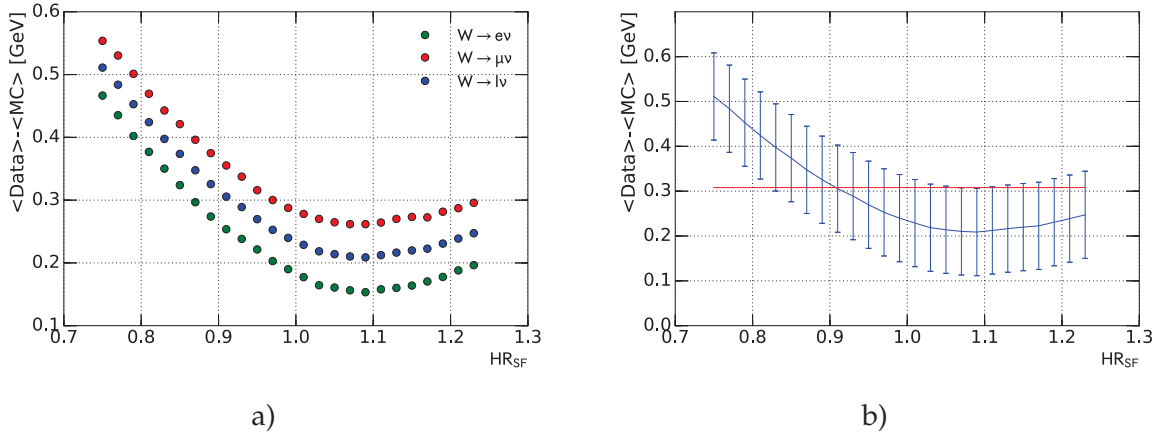 <Data>-<MC> [GeV]
0.6
0.5
0.4
0.3
0.2
0.1
0.7 0.8 0.9 1.0 1.1 1.2 1.3
HR_SF
W→eν
W→μν
W→lν
a)
<Data>-<MC> [GeV]
0.6
0.5
0.4
0.3
0.2
0.1
0.0
0.7 0.8 0.9 1.0 1.1 1.2 1.3
HR_SF
b)